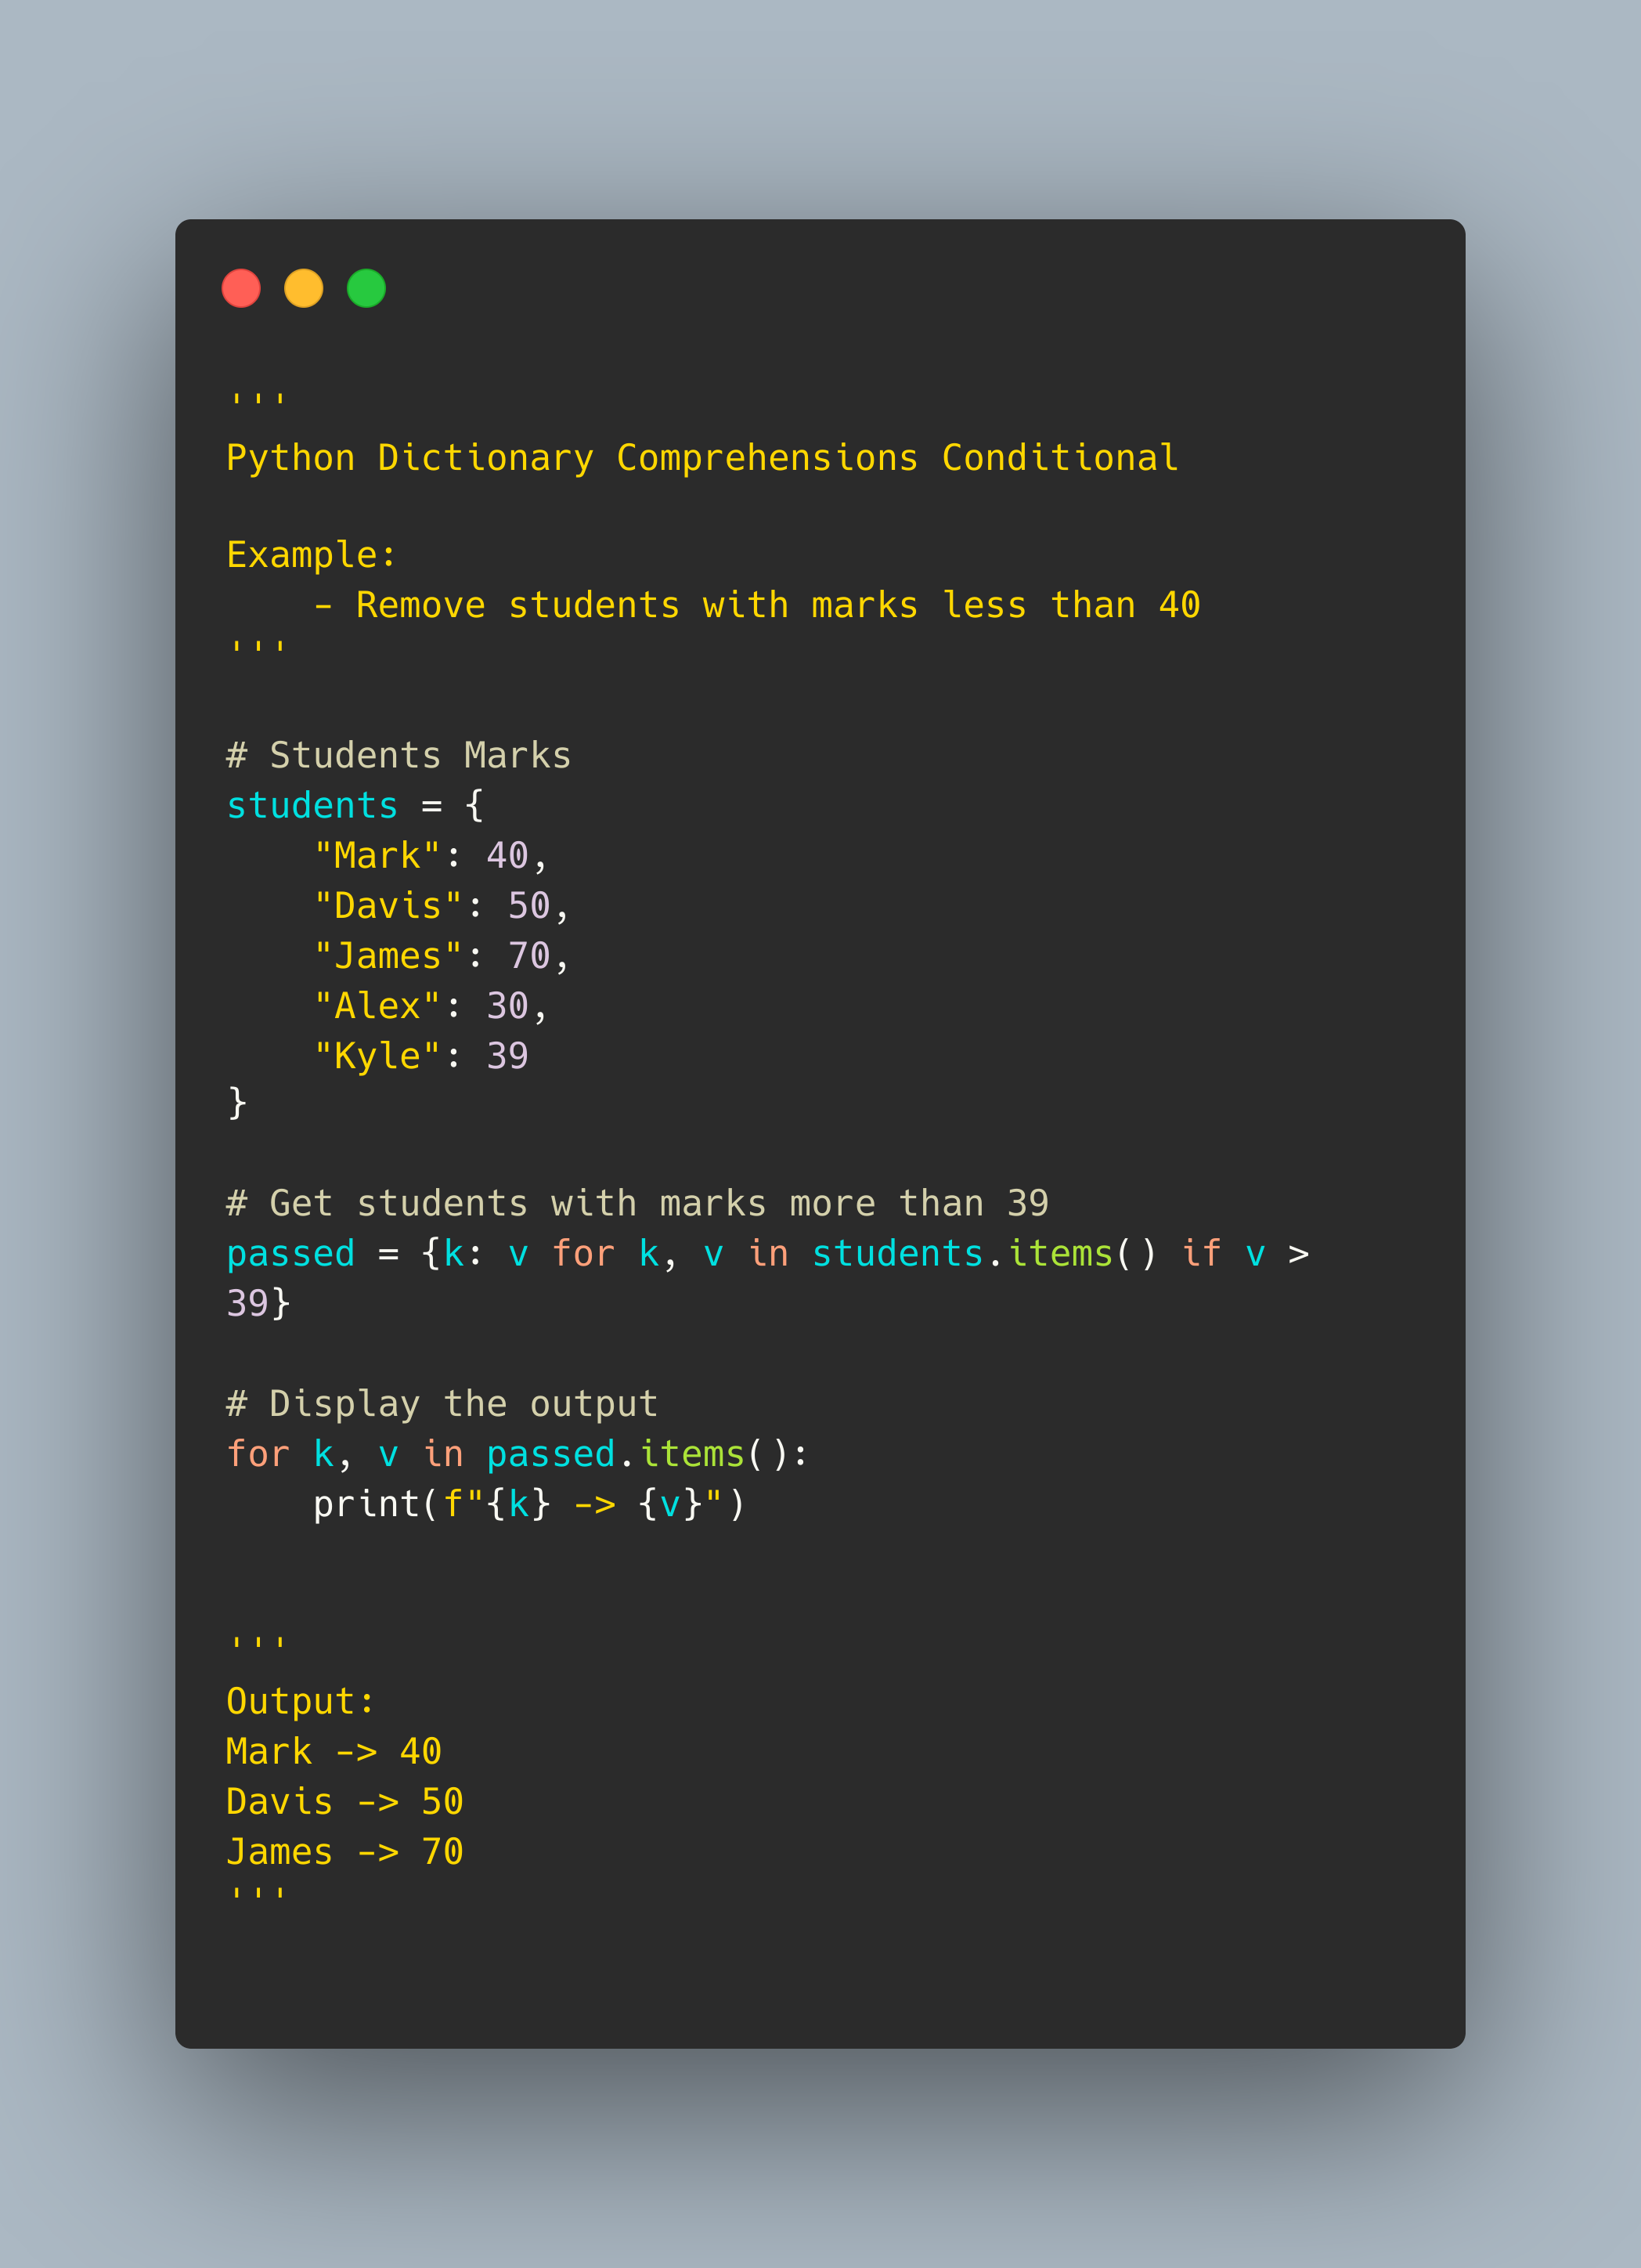 '''
Python Dictionary Comprehensions Conditional

Example:
    - Remove students with marks less than 40
'''

# Students Marks
students = {
    "Mark": 40,
    "Davis": 50,
    "James": 70,
    "Alex": 30,
    "Kyle": 39
}

# Get students with marks more than 39
passed = {k: v for k, v in students.items() if v >
39}

# Display the output
for k, v in passed.items():
    print(f"{k} -> {v}")


'''
Output:
Mark -> 40
Davis -> 50
James -> 70
'''